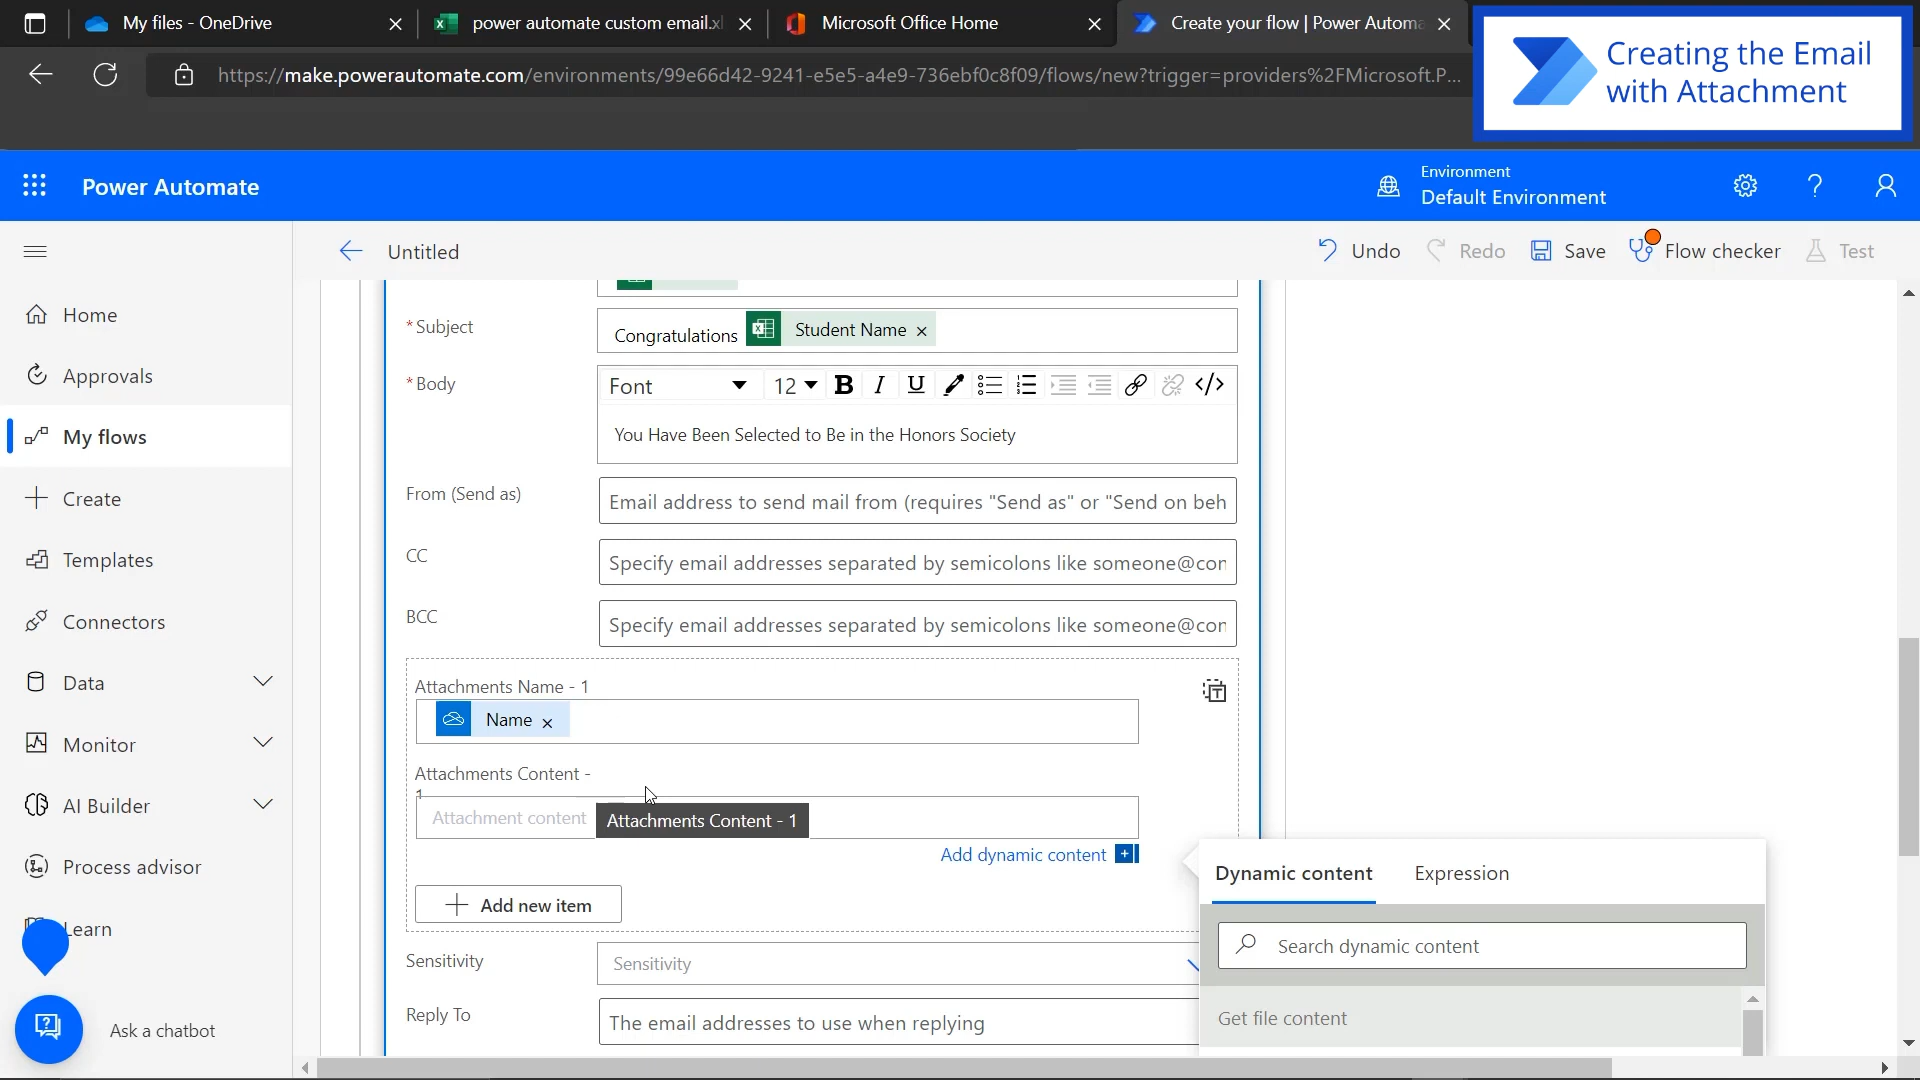 My files - OneDrive
power automate custom email.xl
Microsoft Office Home
Create your flow | Power Automa
https://make.powerautomate.com/environments/99e66d42-9241-e5e5-a4e9-736ebf0c8f09/flows/new?trigger=providers%2FMicrosoft.P...
Creating the Email
with Attachment
Power Automate
Environment
Default Environment
Untitled
Undo
Redo
Save
Flow checker
Test
Home
Approvals
My flows
Create
Templates
Connectors
Data
Monitor
AI Builder
Process advisor
Learn
Ask a chatbot
* Subject
Congratulations Student Name ×
* Body
Font 12 B I U </>
You Have Been Selected to Be in the Honors Society
From (Send as)
Email address to send mail from (requires "Send as" or "Send on beh
CC
Specify email addresses separated by semicolons like someone@con
BCC
Specify email addresses separated by semicolons like someone@con
Attachments Name - 1
Name ×
Attachments Content -
1
Attachment content
Attachments Content - 1
Add dynamic content
Add new item
Sensitivity
Sensitivity
Reply To
The email addresses to use when replying
Dynamic content
Expression
Search dynamic content
Get file content